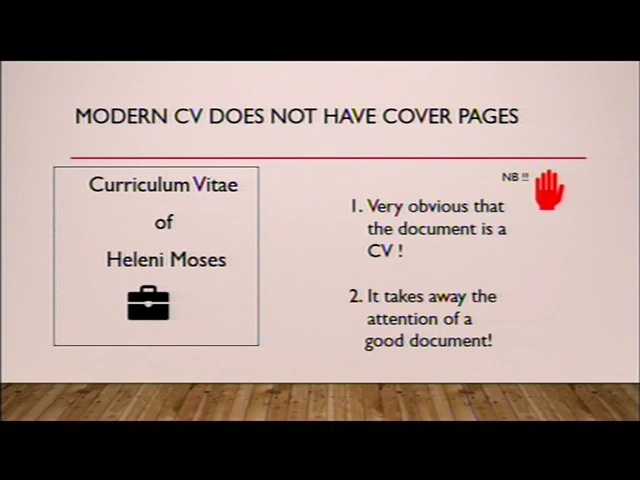 MODERN CV DOES NOT HAVE COVER PAGES
Curriculum Vitae
of
Heleni Moses
NB !!
1. Very obvious that
the document is a
CV !
2. It takes away the
attention of a
good document!